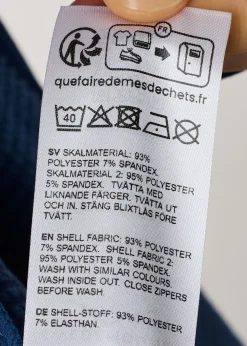 FR
quefairedemesdechets.fr
40
SV SKALMATERIAL: 93%
POLYESTER 7% SPANDEX.
SKALMATERIAL 2: 95% POLYESTER
5% SPANDEX. TVÄTTA MED
LIKNANDE FÄRGER. TVÄTTA UT
OCH IN. STÄNG BLIXTLÅS FÖRE
TVÄTT.
EN SHELL FABRIC: 93% POLYESTER
7% SPANDEX. SHELL FABRIC 2:
95% POLYESTER 5% SPANDEX.
WASH WITH SIMILAR COLOURS.
WASH INSIDE OUT. CLOSE ZIPPERS
BEFORE WASH.
DE SHELL-STOFF: 93% POLYESTER
7% ELASTHAN.